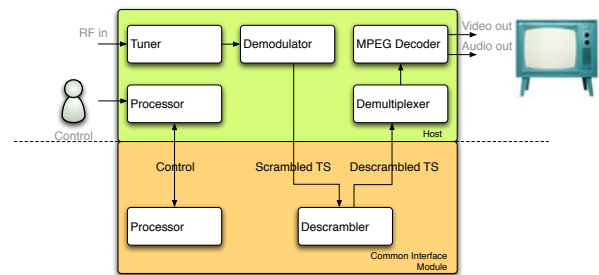 RF in
Tuner
Demodulator
MPEG Decoder
Video out
Audio out
Processor
Demultiplexer
Control
Host
Control
Scrambled TS
Descrambled TS
Processor
Descrambler
Common Interface
Module